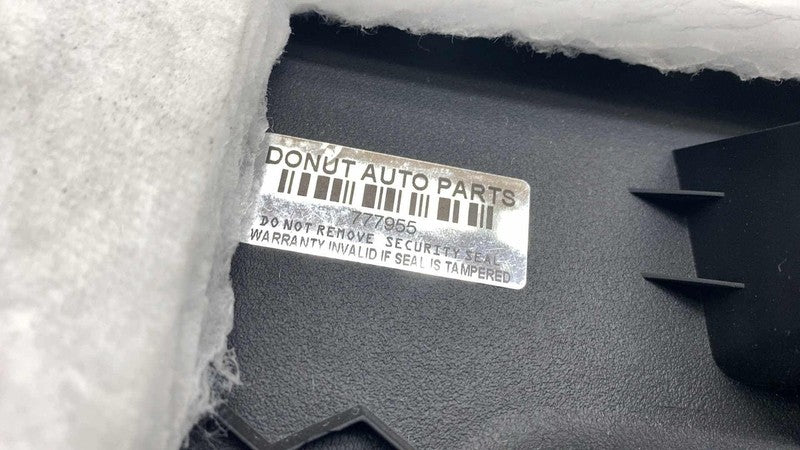 DONUT AUTO PARTS
777955
DO NOT REMOVE SECURITY SEAL
WARRANTY INVALID IF SEAL IS TAMPERED